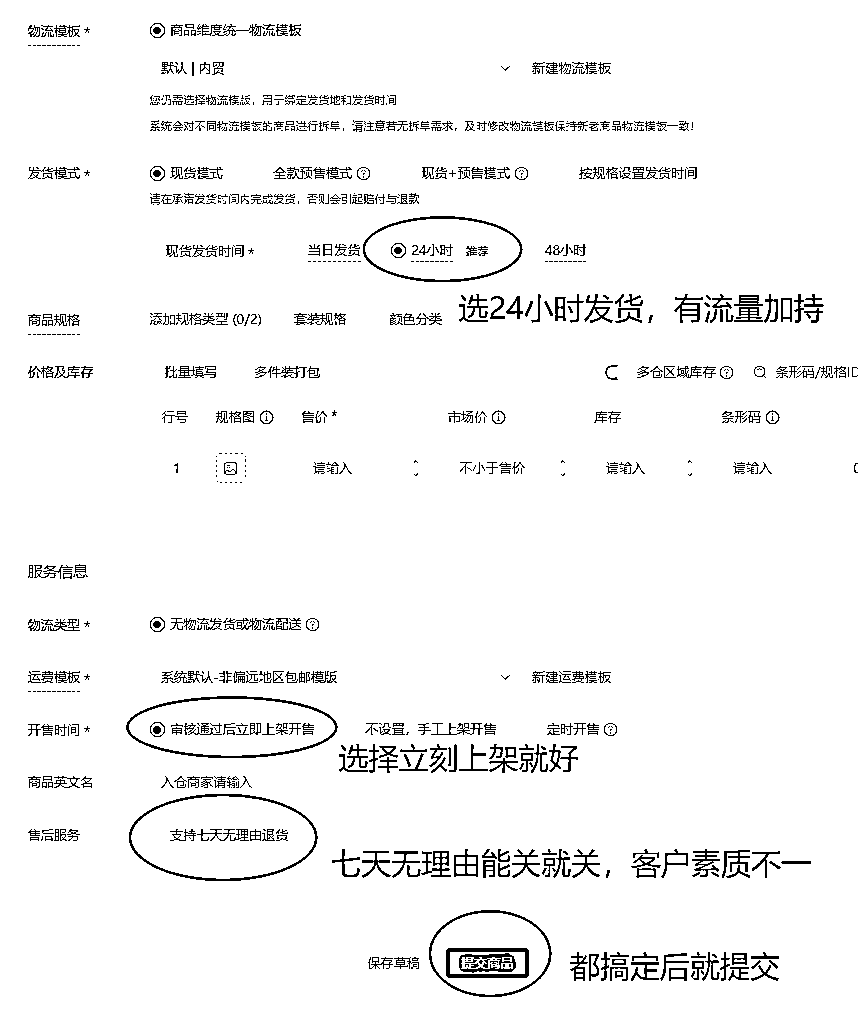 物流模板 * 商品维度统一物流模板
默认 | 内贸 新建物流模板
您仍需选择物流模版，用于绑定发货地和发货时间
系统会对不同物流模板的商品进行拆单，请注意若无拆单需求，及时修改物流模板保持新老商品物流模板一致！
发货模式 * 现货模式 全款预售模式 现货+预售模式 按规格设置发货时间
请在承诺发货时间内完成发货，否则会引起赔付与退款
现货发货时间 * 当日发货 24小时 推荐 48小时
选24小时发货，有流量加持
商品规格 添加规格类型 (0/2) 套装规格 颜色分类
价格及库存 批量填写 多件装打包 多仓区域库存 条形码/规格ID
行号 规格图 售价 * 市场价 库存 条形码
1 请输入 不小于售价 请输入 请输入
服务信息
物流类型 * 无物流发货或物流配送
运费模板 * 系统默认-非偏远地区包邮模版 新建运费模板
开售时间 * 审核通过后立即上架开售 不设置，手工上架开售 定时开售
选择立刻上架就好
商品英文名 入仓商家请输入
售后服务 支持七天无理由退货
七天无理由能关就关，客户素质不一
保存草稿 提交商品 都搞定后就提交